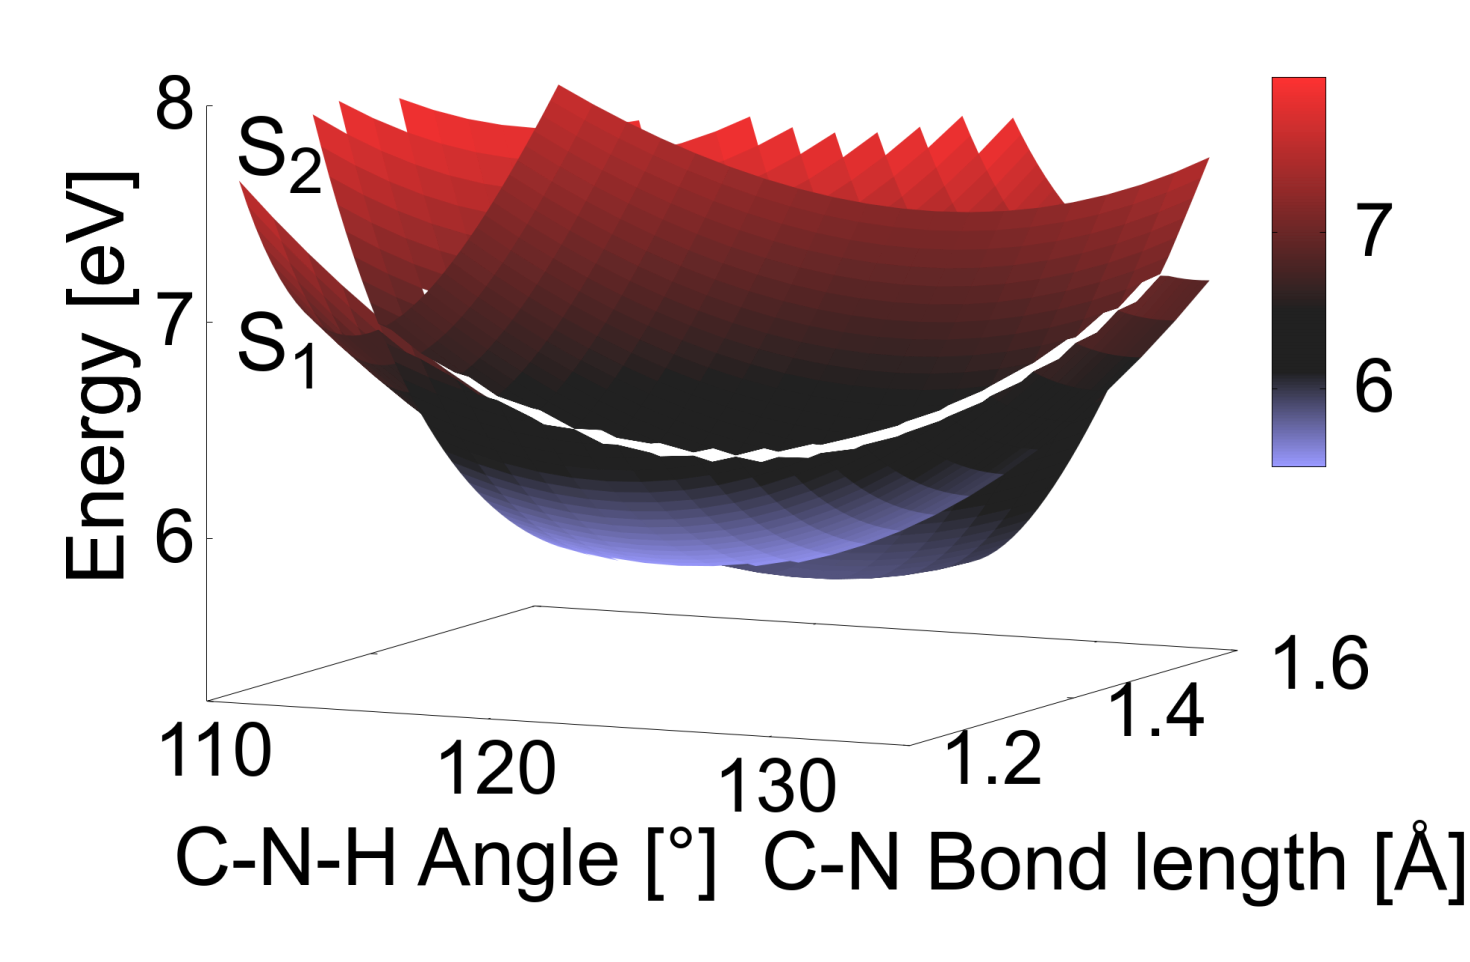 8
S2
7
S1
6
Energy [eV]
7
6
110
120
130
1.2
1.4
1.6
C-N-H Angle [°]
C-N Bond length [Å]